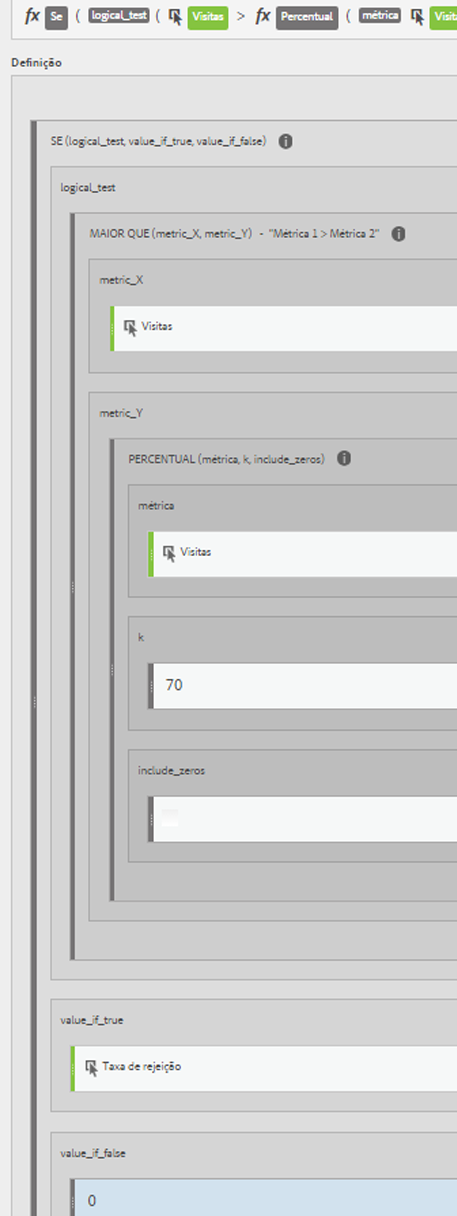 fx Se ( logical_test ( Visitas > fx Percentual ( métrica
Definição
SE (logical_test, value_if_true, value_if_false)
logical_test
MAIOR QUE (metric_X, metric_Y) - "Métrica 1 > Métrica 2"
metric_X
Visitas
metric_Y
PERCENTUAL (métrica, k, include_zeros)
métrica
Visitas
k
70
include_zeros
value_if_true
Taxa de rejeição
value_if_false
0